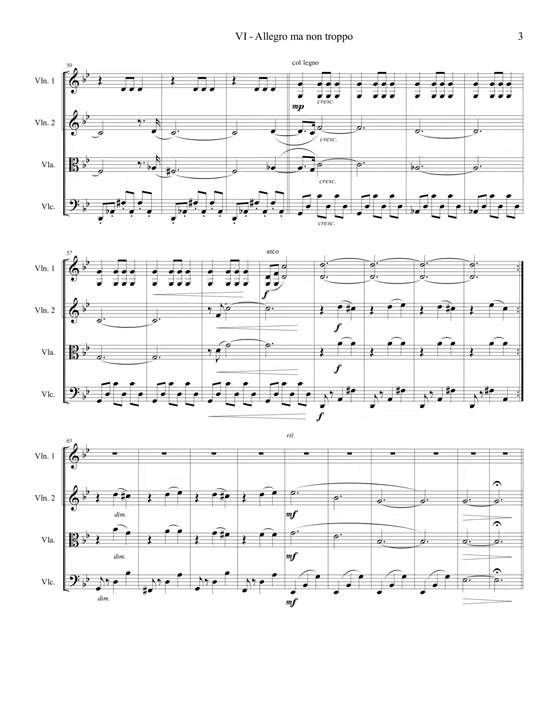 VI - Allegro ma non troppo 3
50 col legno
Vln. 1
mp cresc.
Vln. 2
cresc.
Vla.
cresc.
Vlc.
cresc.
57 arco
Vln. 1
f
Vln. 2
f
Vla.
f
Vlc.
f
65 rit.
Vln. 1
Vln. 2
dim. mf
Vla.
dim. mf
Vlc.
dim. mf